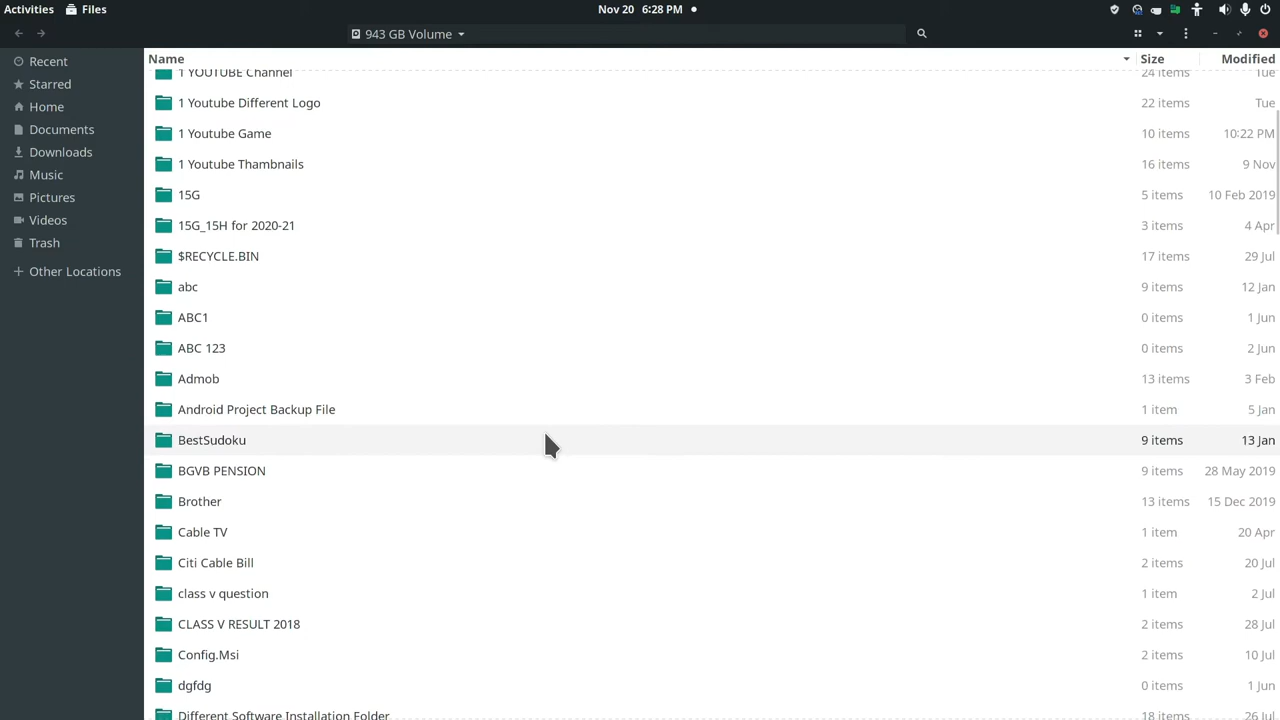 Activities Files Nov 20 6:28 PM
943 GB Volume
Name Size Modified
Recent
Starred
Home
Documents
Downloads
Music
Pictures
Videos
Trash
Other Locations
1 YOUTUBE Channel 24 items Tue
1 Youtube Different Logo 22 items Tue
1 Youtube Game 10 items 10:22 PM
1 Youtube Thambnails 16 items 9 Nov
15G 5 items 10 Feb 2019
15G_15H for 2020-21 3 items 4 Apr
$RECYCLE.BIN 17 items 29 Jul
abc 9 items 12 Jan
ABC1 0 items 1 Jun
ABC 123 0 items 2 Jun
Admob 13 items 3 Feb
Android Project Backup File 1 item 5 Jan
BestSudoku 9 items 13 Jan
BGVB PENSION 9 items 28 May 2019
Brother 13 items 15 Dec 2019
Cable TV 1 item 20 Apr
Citi Cable Bill 2 items 20 Jul
class v question 1 item 2 Jul
CLASS V RESULT 2018 2 items 28 Jul
Config.Msi 2 items 10 Jul
dgfdg 0 items 1 Jun
Different Software Installation Folder 18 items 26 Jul